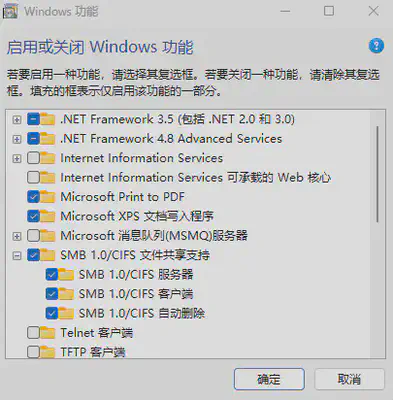 Windows 功能
启用或关闭 Windows 功能
若要启用一种功能，请选择其复选框。若要关闭一种功能，请清除其复选
框。填充的框表示仅启用该功能的一部分。
.NET Framework 3.5 (包括 .NET 2.0 和 3.0)
.NET Framework 4.8 Advanced Services
Internet Information Services
Internet Information Services 可承载的 Web 核心
Microsoft Print to PDF
Microsoft XPS 文档写入程序
Microsoft 消息队列(MSMQ)服务器
SMB 1.0/CIFS 文件共享支持
SMB 1.0/CIFS 服务器
SMB 1.0/CIFS 客户端
SMB 1.0/CIFS 自动删除
Telnet 客户端
TFTP 客户端
确定
取消